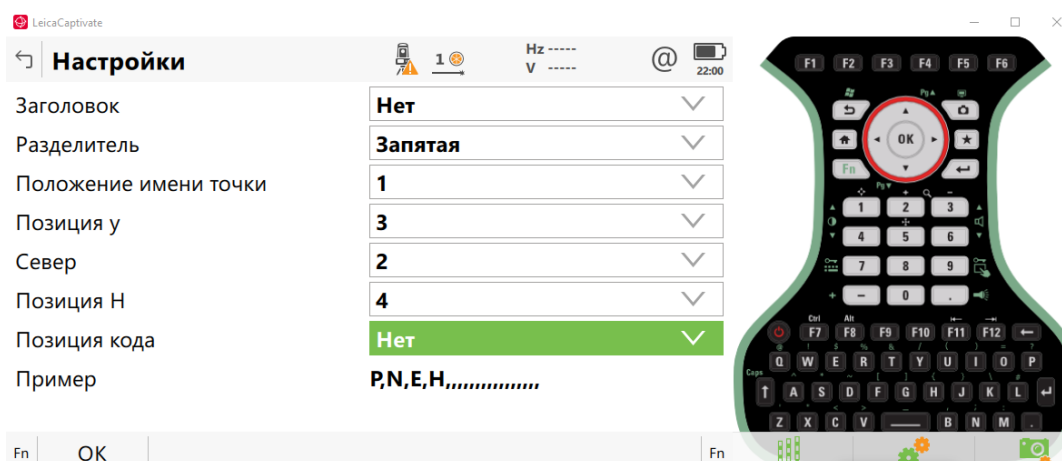 LeicaCaptivate
Настройки
1
Hz -----
V -----
@
22:00
Заголовок Нет
Разделитель Запятая
Положение имени точки 1
Позиция y 3
Север 2
Позиция H 4
Позиция кода Нет
Пример P,N,E,H,,,,,,,,,,,,,,,,
Fn OK Fn
F1 F2 F3 F4 F5 F6
Pg
OK
Fn
Pg
1 2 3
4 5 6
7 8 9
+ - 0 .
Ctrl Alt
F7 F8 F9 F10 F11 F12
@ ! $ % & / ( ) = ?
Q W E R T Y U I O P
Caps
A S D F G H J K L
Z X C V B N M .